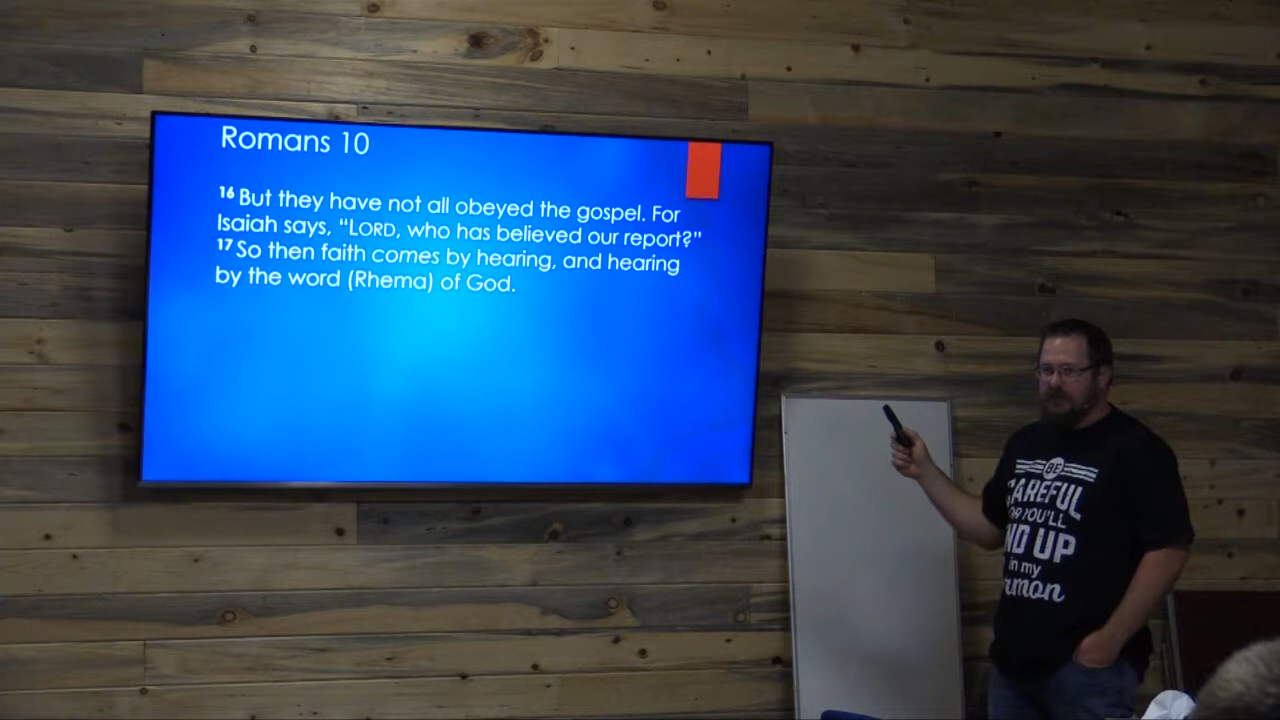 Romans 10
16 But they have not all obeyed the gospel. For
Isaiah says, “LORD, who has believed our report?”
17 So then faith comes by hearing, and hearing
by the word (Rhema) of God.
BE
CAREFUL
OR YOU'LL
END UP
in my